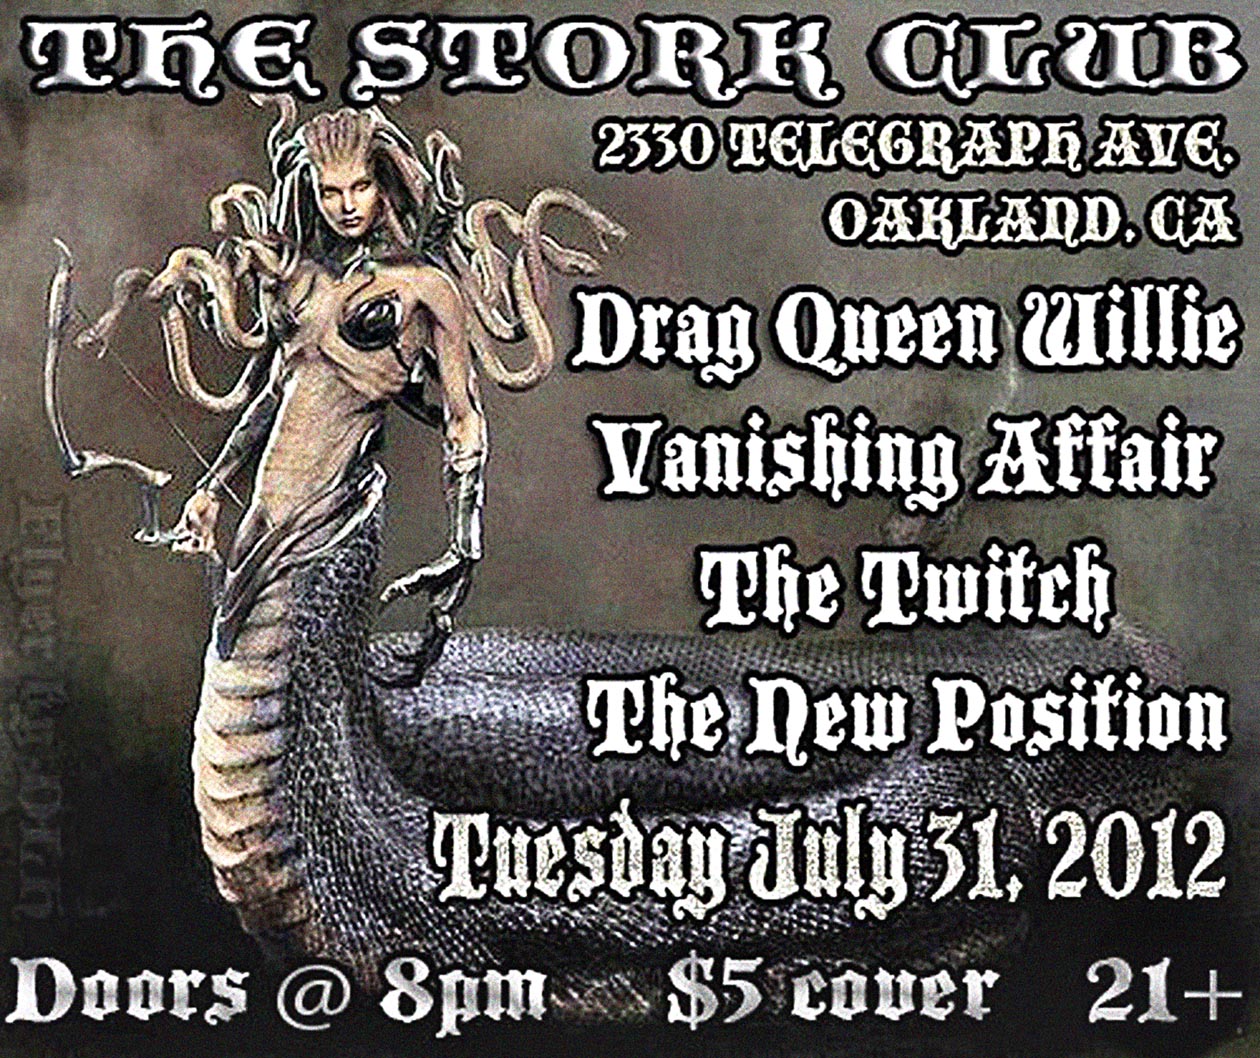 THE STORK CLUB
2330 TELEGRAPH AVE.
OAKLAND, CA
Drag Queen Willie
Vanishing Affair
The Twitch
The New Position
Tuesday July 31, 2012
Doors @ 8pm $5 cover 21+